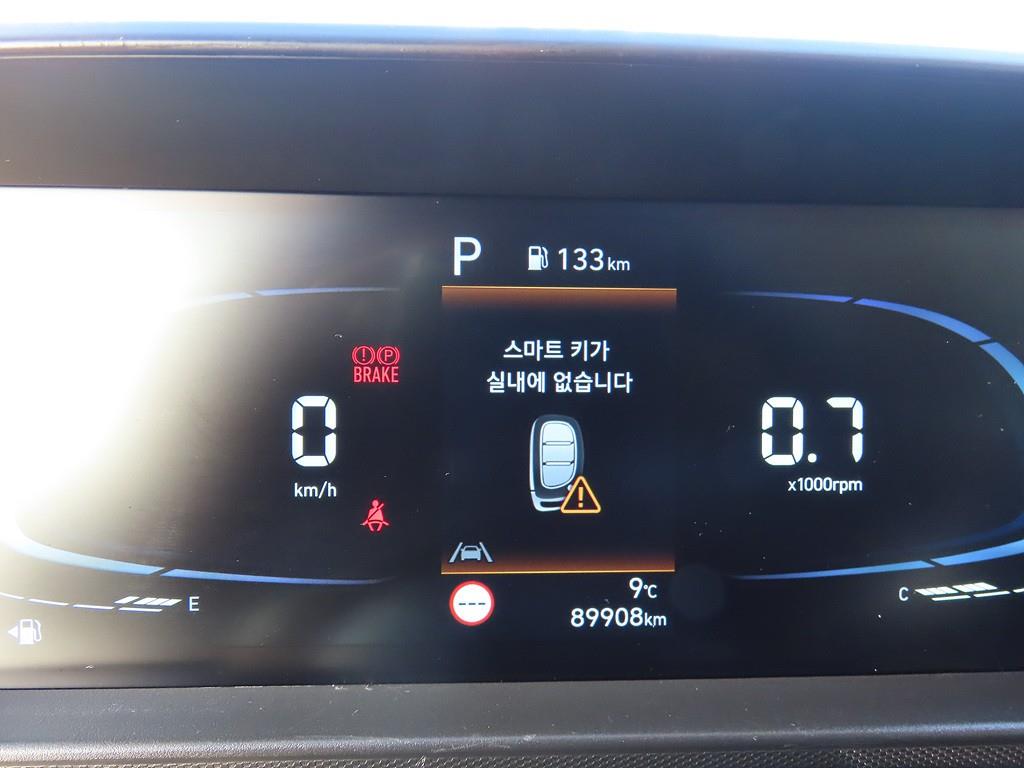 P 133km
스마트 키가
실내에 없습니다
(!) (P)
BRAKE
0
km/h
0.7
x1000rpm
E
C
---
9℃
89908km